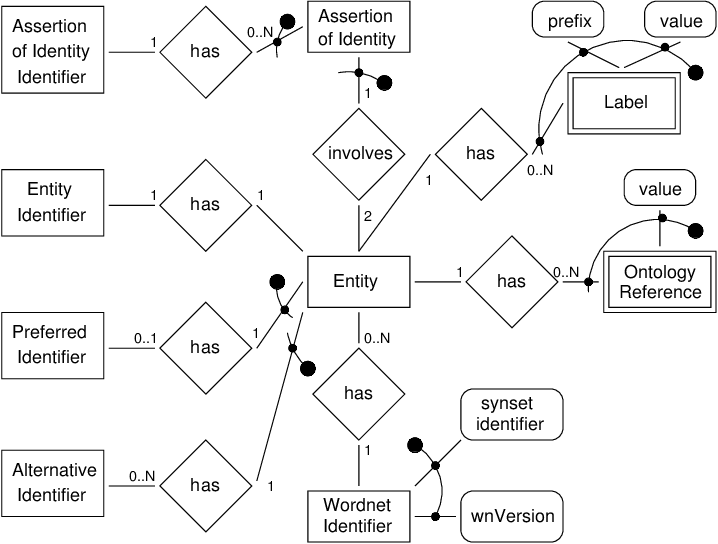 Assertion
of Identity
Identifier
1
has
0..N
Assertion
of Identity
prefix
value
Label
1
involves
2
has
1
0..N
Entity
Identifier
1
has
1
value
Entity
1
has
0..N
Ontology
Reference
Preferred
Identifier
0..1
has
1
0..N
has
1
synset
identifier
Alternative
Identifier
0..N
has
1
Wordnet
Identifier
wnVersion